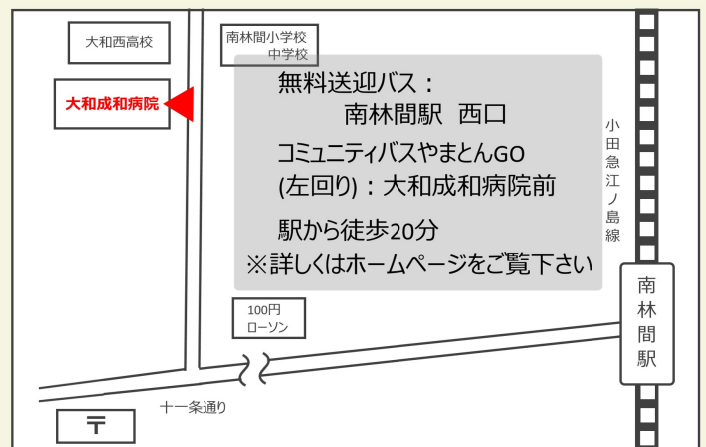 大和西高校
南林間小学校
中学校
大和成和病院
無料送迎バス：
南林間駅 西口
コミュニティバスやまとんGO
(左回り)：大和成和病院前
駅から徒歩20分
※詳しくはホームページをご覧下さい
小田急江ノ島線
南林間駅
100円
ローソン
十一条通り
〒